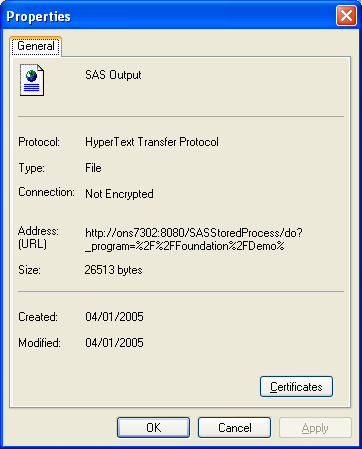 Properties
General
SAS Output
Protocol: HyperText Transfer Protocol
Type: File
Connection: Not Encrypted
Address: http://ons7302:8080/SASStoredProcess/do?
(URL) _program=%2F%2FFoundation%2FDemo%
Size: 26513 bytes
Created: 04/01/2005
Modified: 04/01/2005
Certificates
OK Cancel Apply